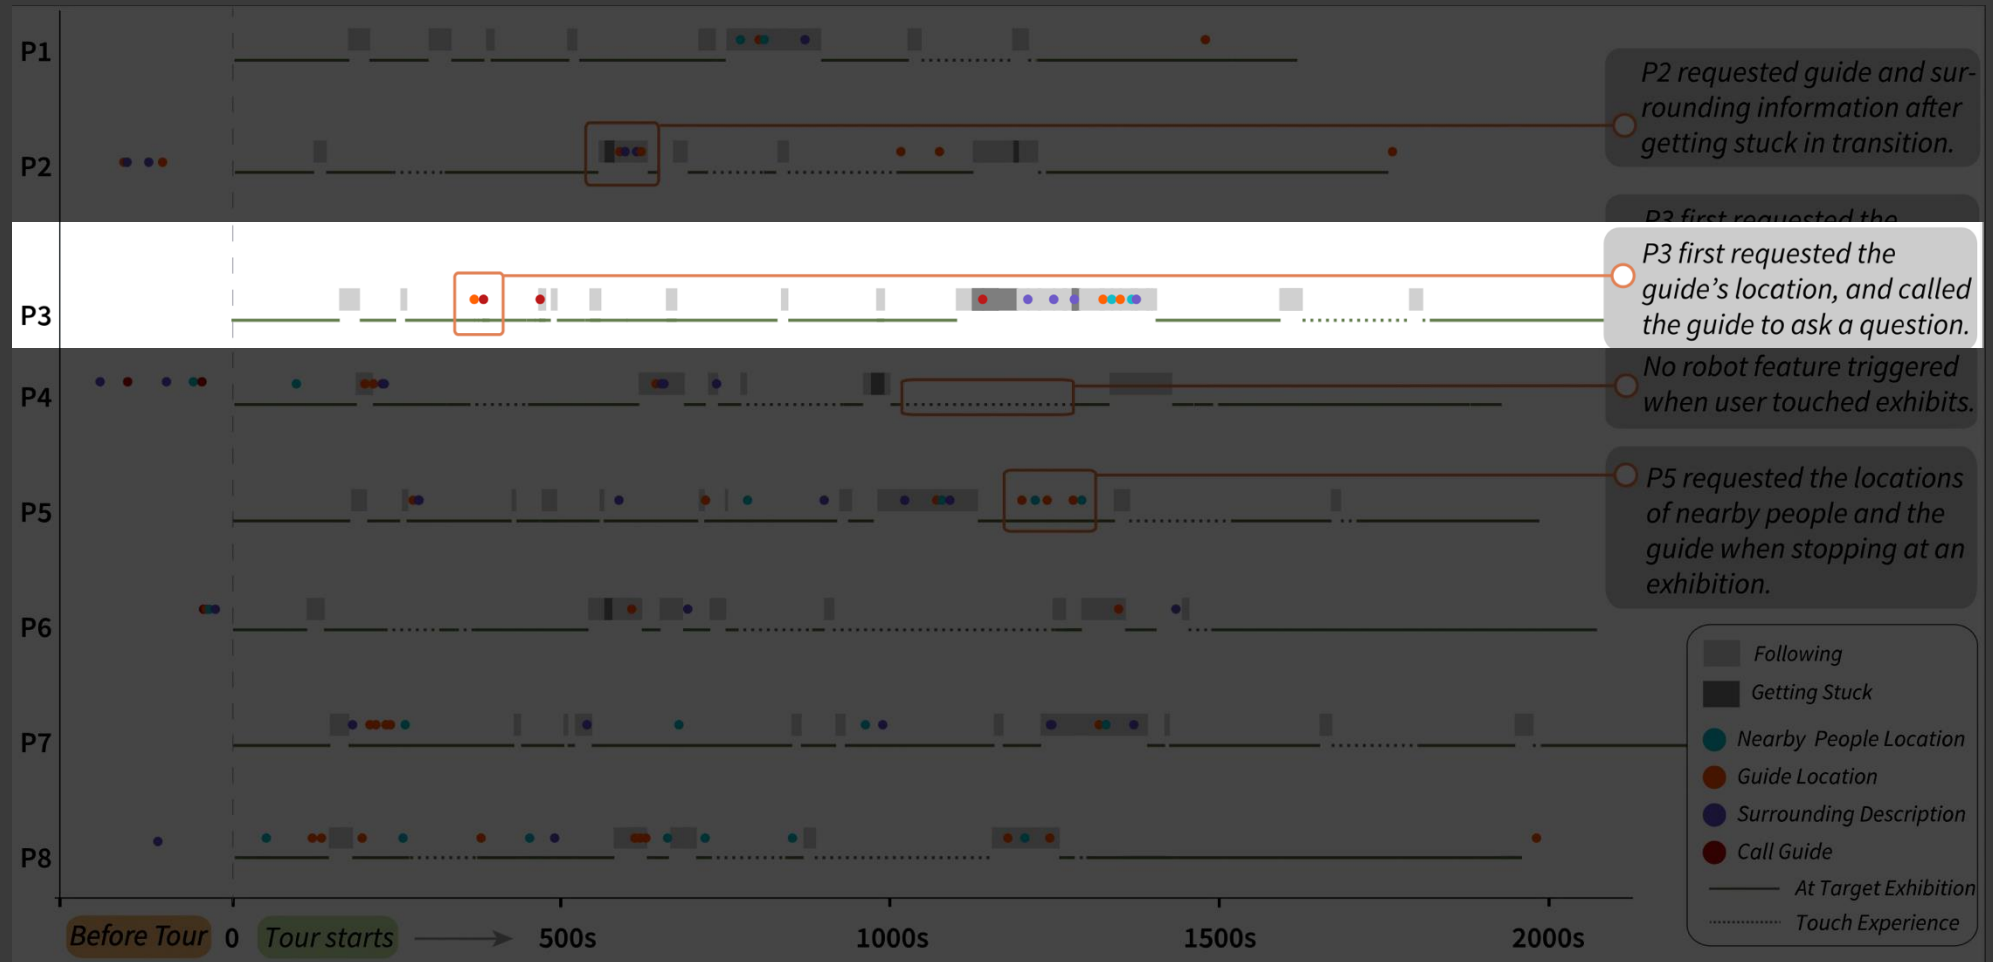 P1
P2 requested guide and sur-
rounding information after
getting stuck in transition.
P2
P3 first requested the
P3 first requested the
guide's location, and called
the guide to ask a question.
P3
No robot feature triggered
when user touched exhibits.
P4
P5 requested the locations
of nearby people and the
guide when stopping at an
exhibition.
P5
P6
Following
Getting Stuck
Nearby People Location
P7
Guide Location
Surrounding Description
Call Guide
P8
At Target Exhibition
Touch Experience
Before Tour 0 Tour starts 500s 1000s 1500s 2000s